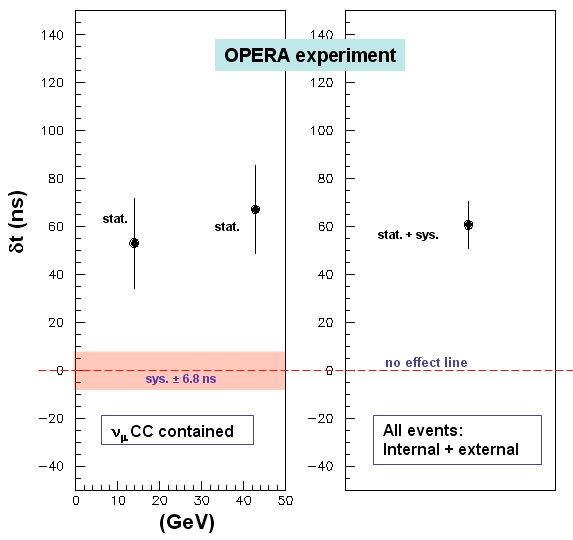 OPERA experiment
140
120
100
80
60
40
20
0
−20
−40
140
120
100
80
60
40
20
0
−20
−40
δt (ns)
stat.
stat.
stat. + sys.
no effect line
sys. ± 6.8 ns
νμ CC contained
All events:
Internal + external
0 10 20 30 40 50
(GeV)